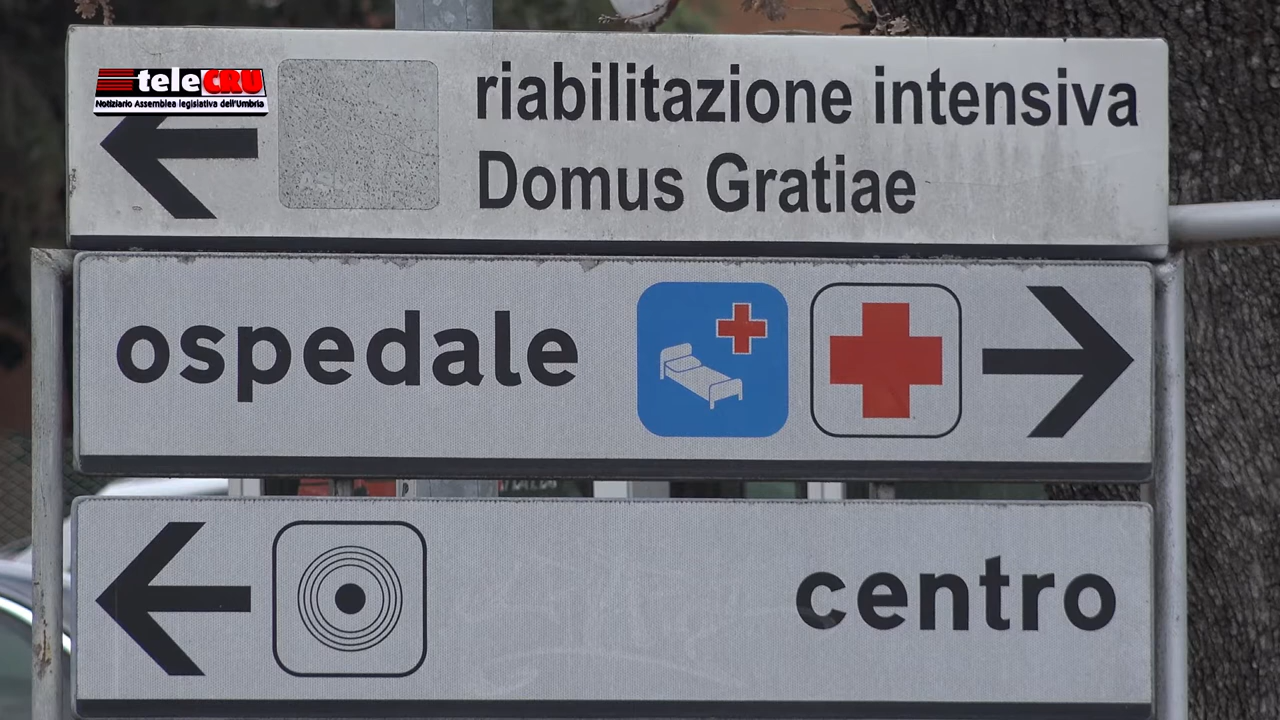 teleCRU
Notiziario Assemblea legislativa dell'Umbria
riabilitazione intensiva
Domus Gratiae
ospedale
centro